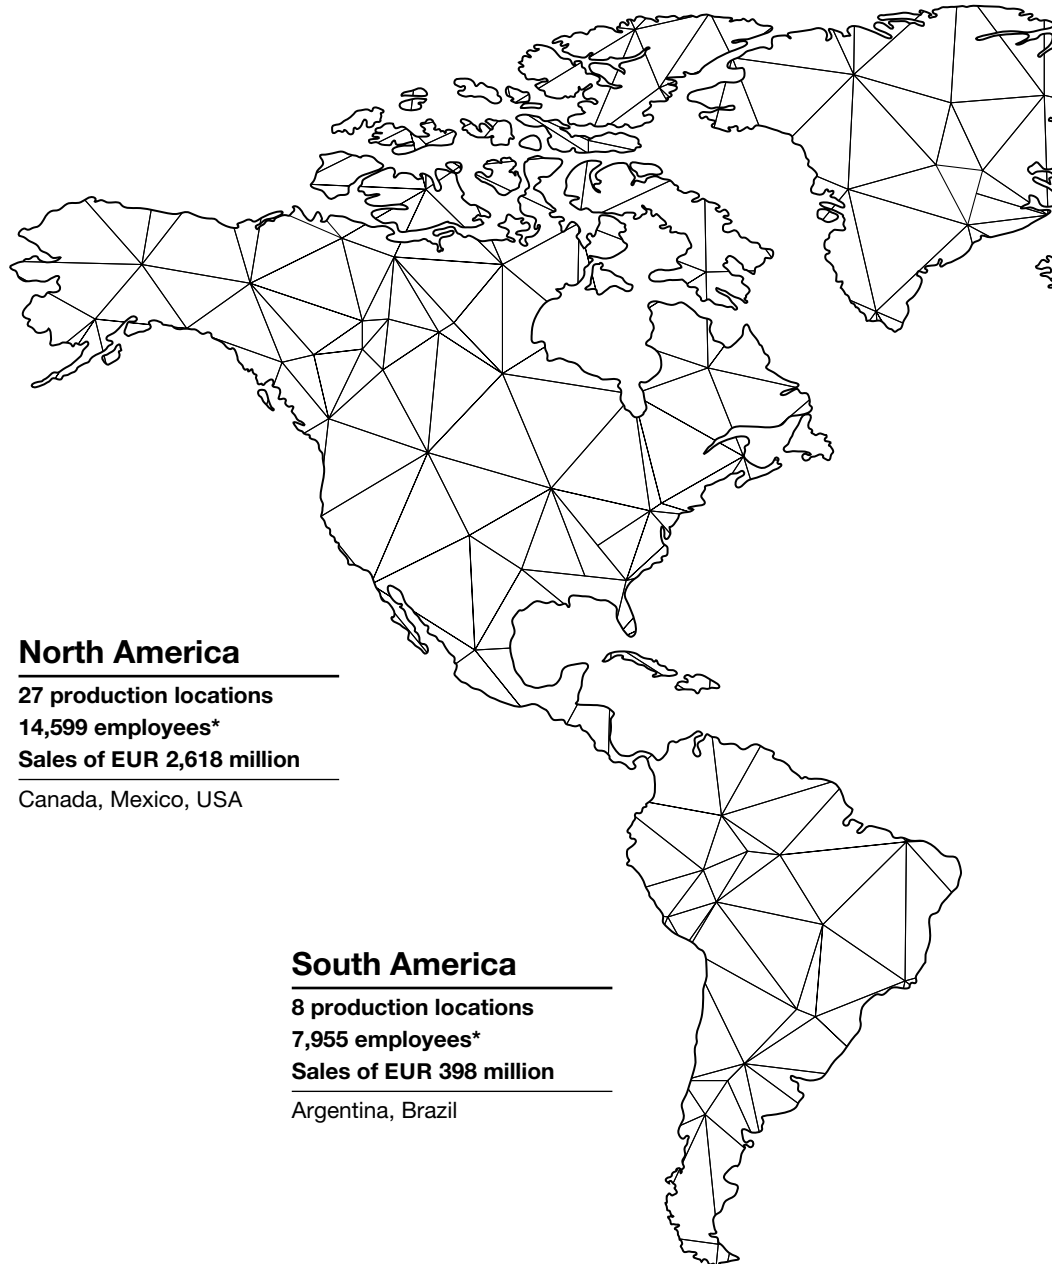 North America
27 production locations
14,599 employees*
Sales of EUR 2,618 million
Canada, Mexico, USA
South America
8 production locations
7,955 employees*
Sales of EUR 398 million
Argentina, Brazil